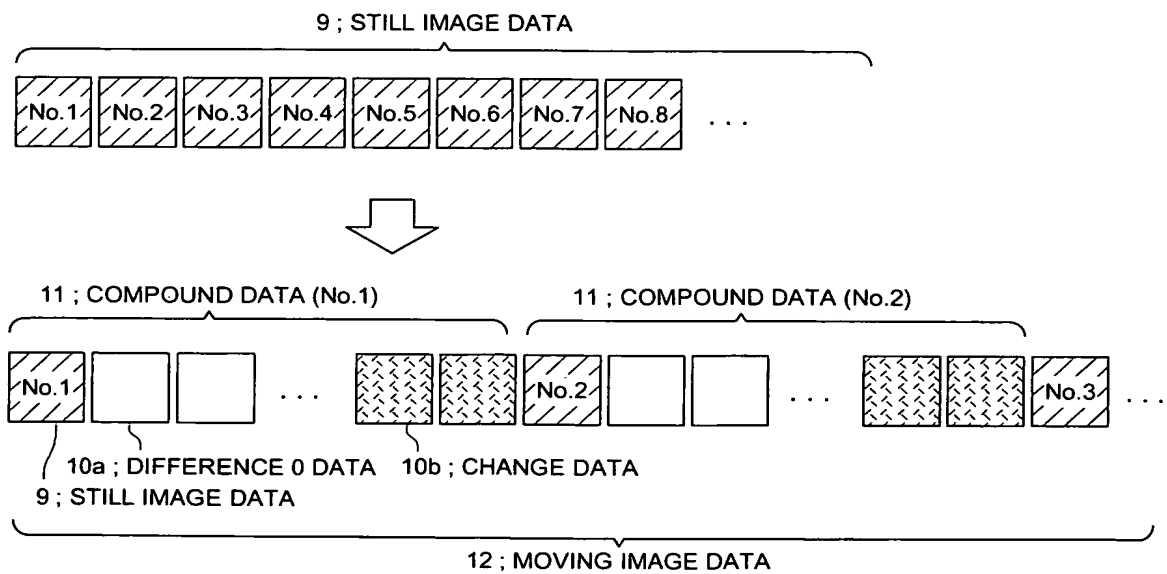 9 ; STILL IMAGE DATA
No.1 No.2 No.3 No.4 No.5 No.6 No.7 No.8 . . .
11 ; COMPOUND DATA (No.1) 11 ; COMPOUND DATA (No.2)
No.1 . . . No.2 . . . No.3 . . .
10a ; DIFFERENCE 0 DATA 10b ; CHANGE DATA
9 ; STILL IMAGE DATA
12 ; MOVING IMAGE DATA